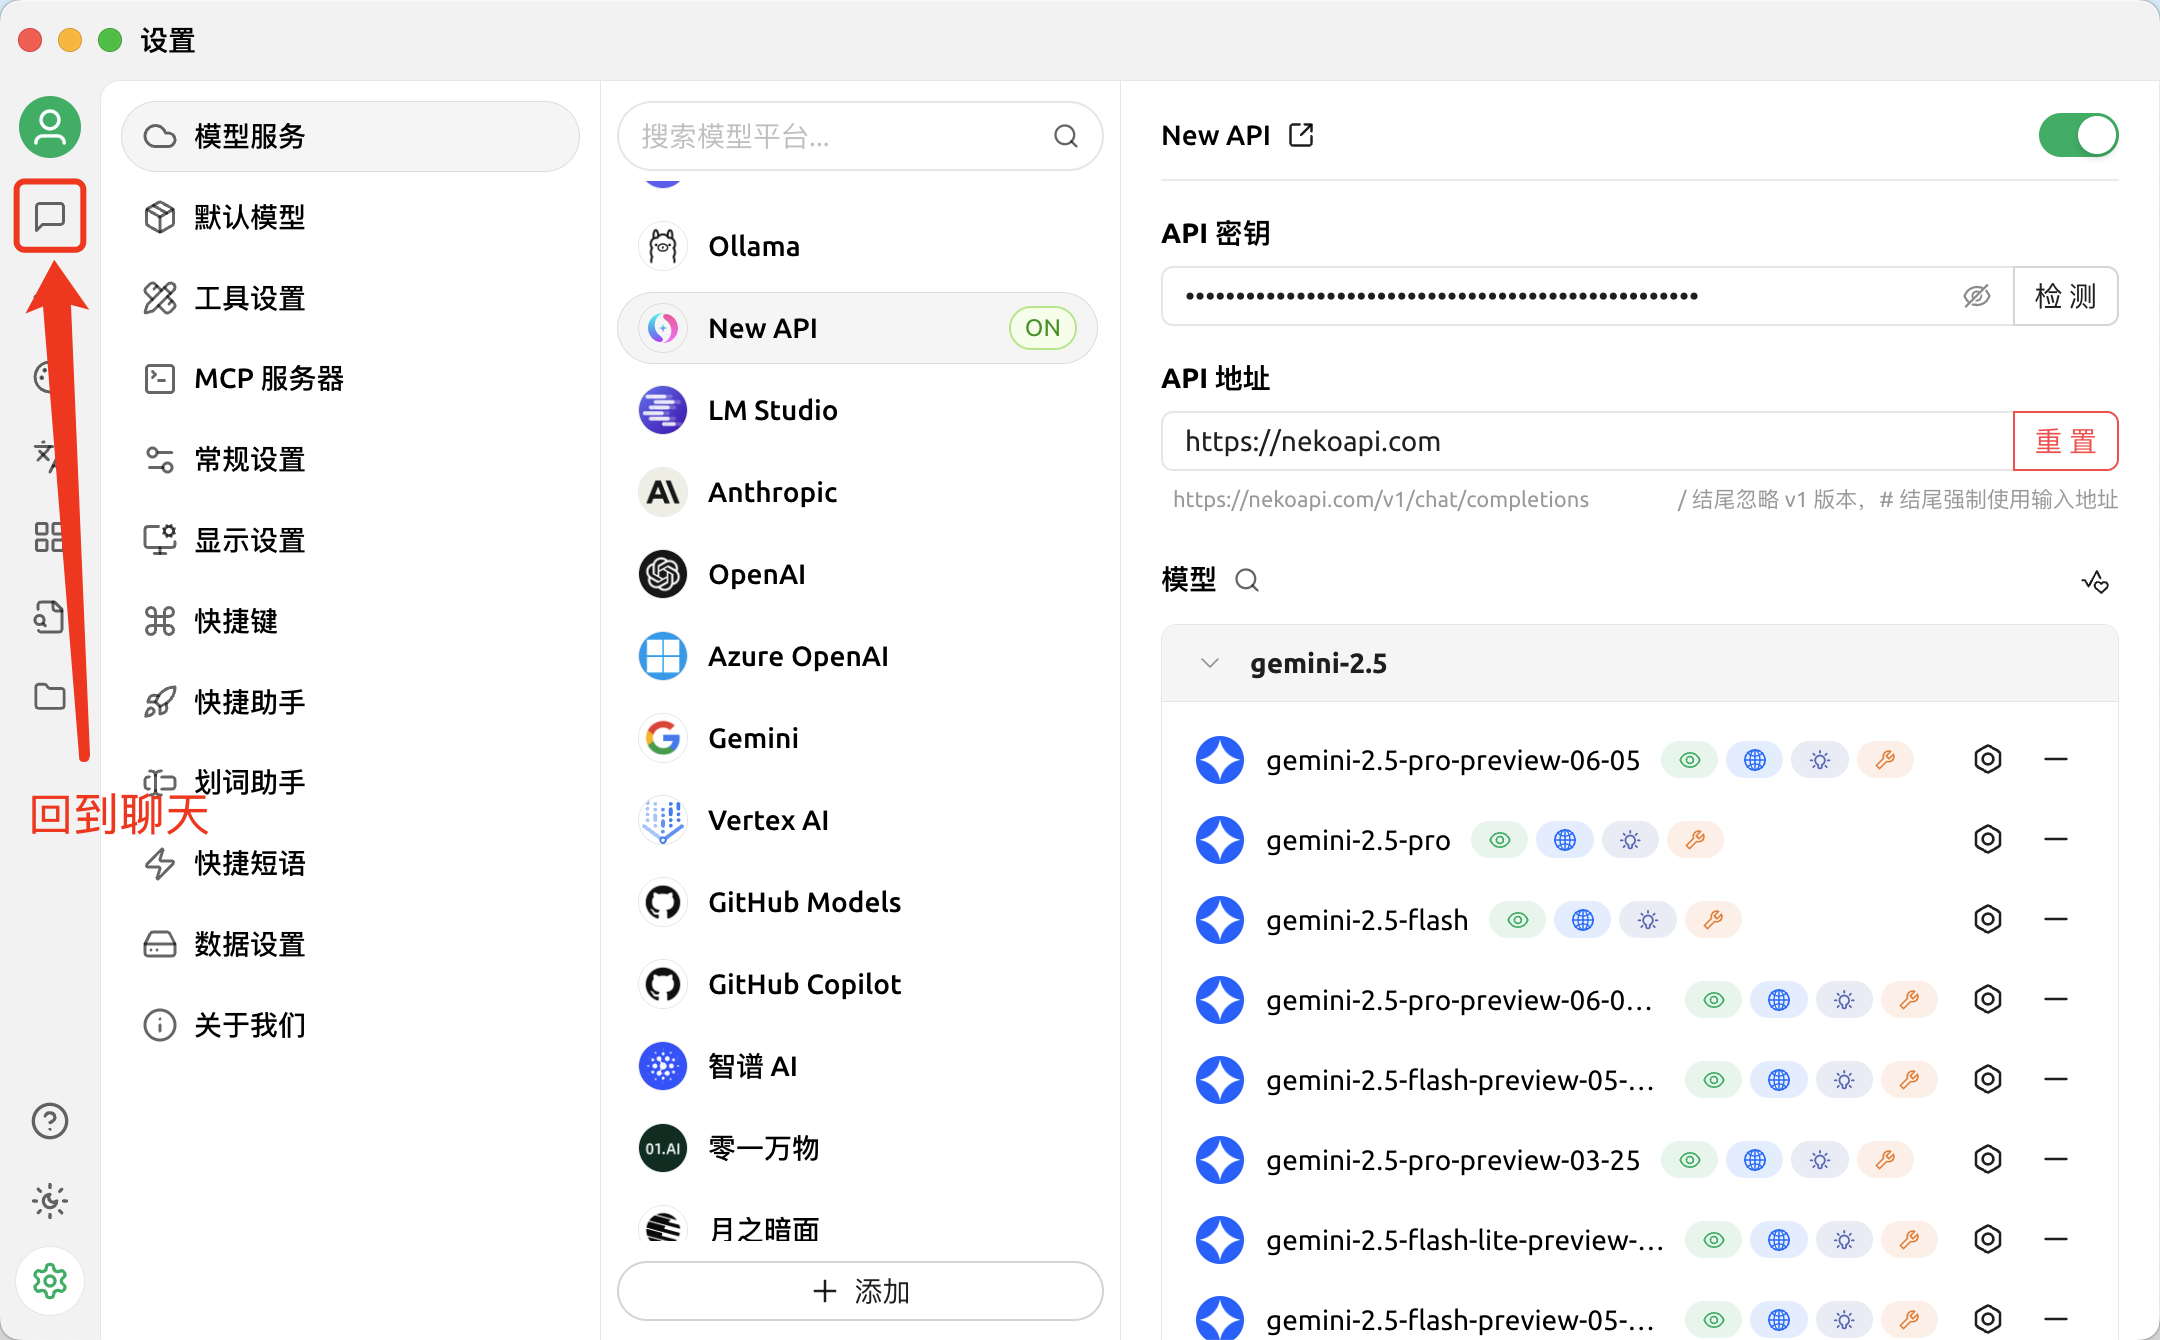 设置
模型服务
默认模型
工具设置
MCP 服务器
常规设置
显示设置
快捷键
快捷助手
划词助手
回到聊天
快捷短语
数据设置
关于我们
搜索模型平台...
Ollama
New API
ON
LM Studio
Anthropic
OpenAI
Azure OpenAI
Gemini
Vertex AI
GitHub Models
GitHub Copilot
智谱 AI
01.AI
零一万物
月之暗面
添加
New API
API 密钥
检测
API 地址
https://nekoapi.com
重置
https://nekoapi.com/v1/chat/completions
/ 结尾忽略 v1 版本，# 结尾强制使用输入地址
模型
gemini-2.5
gemini-2.5-pro-preview-06-05
gemini-2.5-pro
gemini-2.5-flash
gemini-2.5-pro-preview-06-0...
gemini-2.5-flash-preview-05-...
gemini-2.5-pro-preview-03-25
gemini-2.5-flash-lite-preview-...
gemini-2.5-flash-preview-05-...